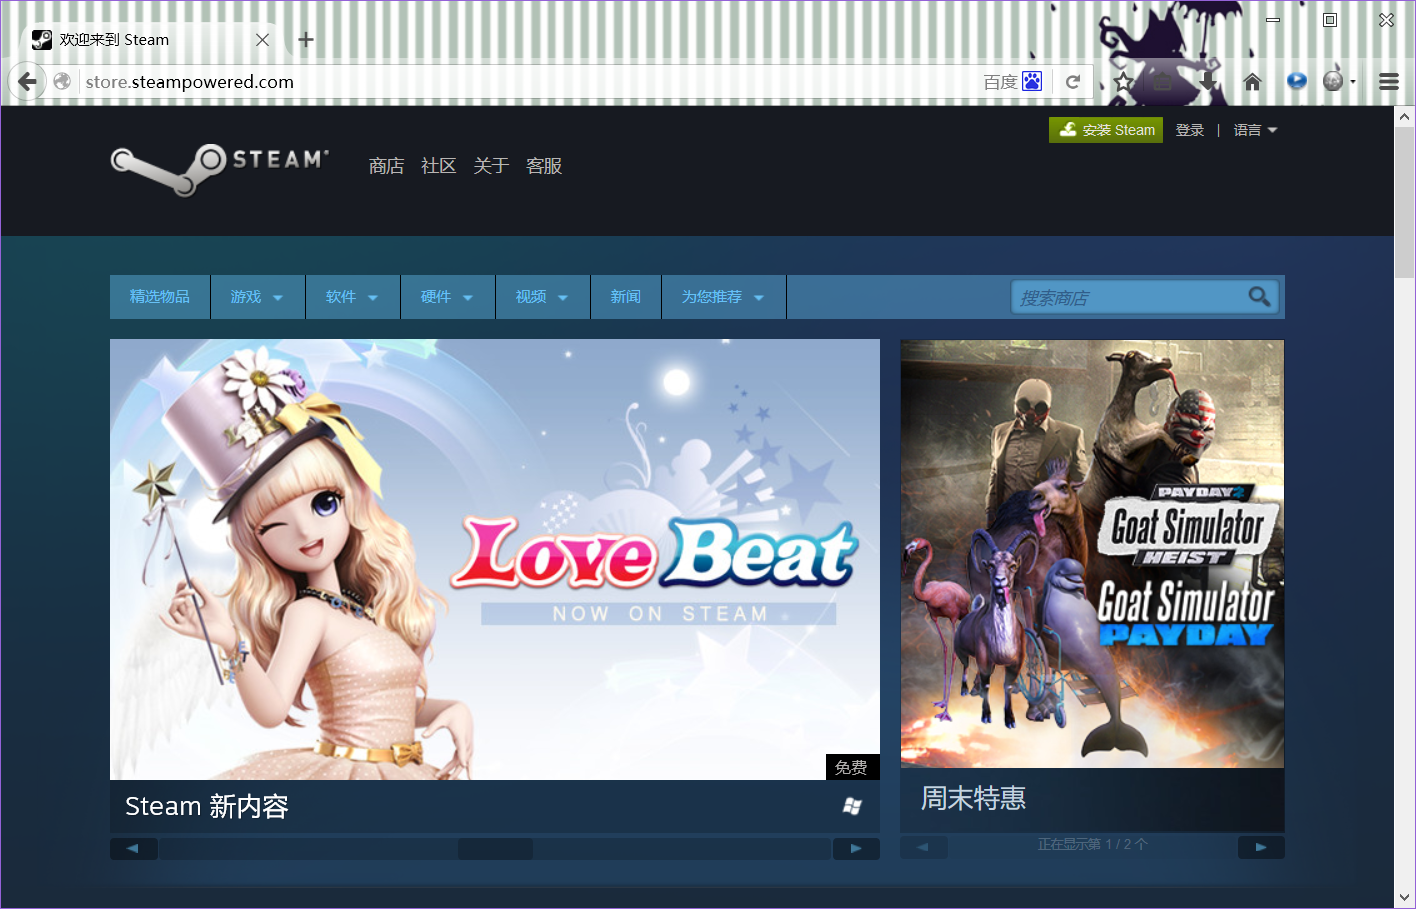 欢迎来到 Steam
store.steampowered.com
百度
安装 Steam
登录 | 语言
STEAM®
商店 社区 关于 客服
精选物品 游戏 软件 硬件 视频 新闻 为您推荐
搜索商店
Love Beat
NOW ON STEAM
PAYDAY 2
Goat Simulator
HEIST
Goat Simulator
PAYDAY
免费
Steam 新内容
周末特惠
正在显示第 1 / 2 个